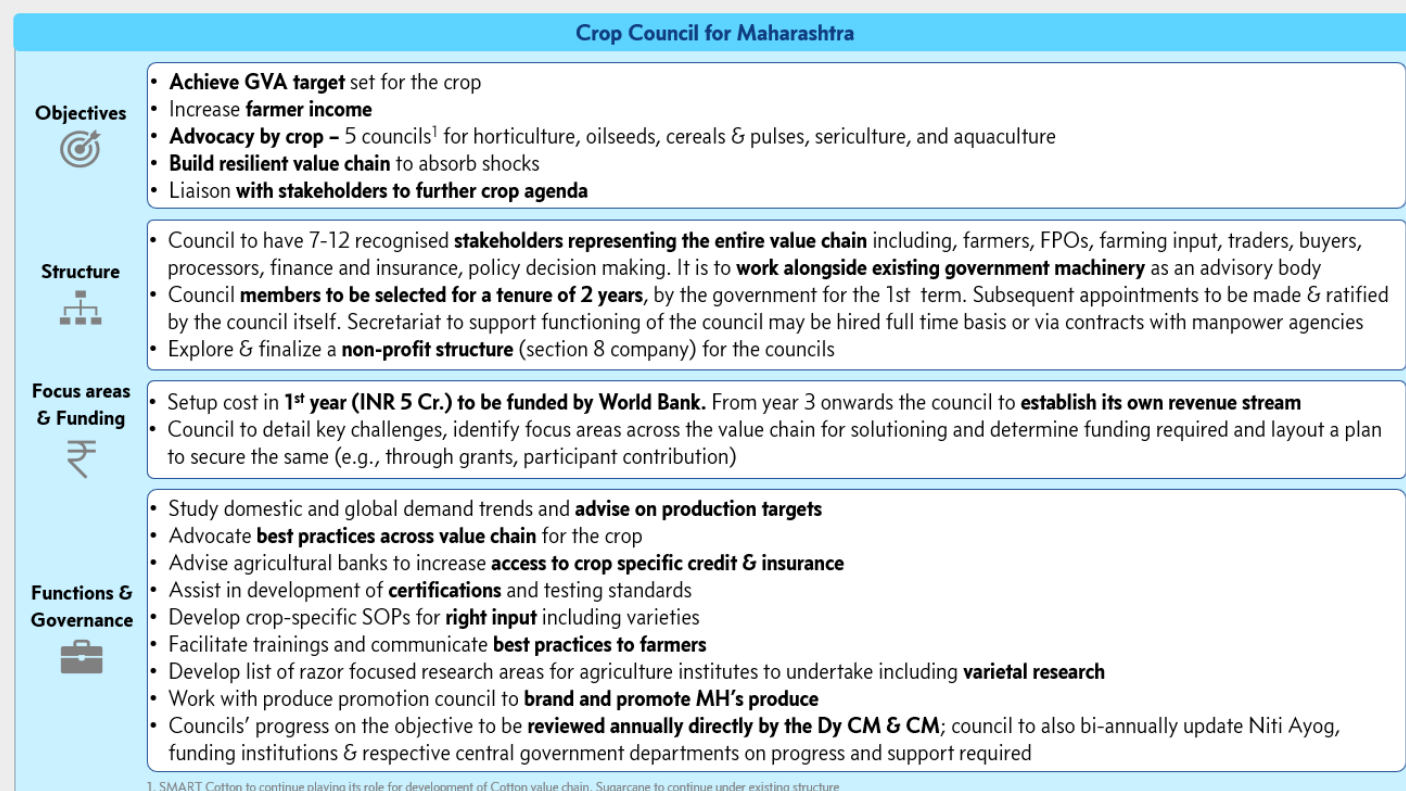 Crop Council for Maharashtra
Objectives
• Achieve GVA target set for the crop
• Increase farmer income
• Advocacy by crop – 5 councils¹ for horticulture, oilseeds, cereals & pulses, sericulture, and aquaculture
• Build resilient value chain to absorb shocks
• Liaison with stakeholders to further crop agenda
Structure
• Council to have 7-12 recognised stakeholders representing the entire value chain including, farmers, FPOs, farming input, traders, buyers,
processors, finance and insurance, policy decision making. It is to work alongside existing government machinery as an advisory body
• Council members to be selected for a tenure of 2 years, by the government for the 1st term. Subsequent appointments to be made & ratified
by the council itself. Secretariat to support functioning of the council may be hired full time basis or via contracts with manpower agencies
• Explore & finalize a non-profit structure (section 8 company) for the councils
Focus areas
& Funding
• Setup cost in 1st year (INR 5 Cr.) to be funded by World Bank. From year 3 onwards the council to establish its own revenue stream
• Council to detail key challenges, identify focus areas across the value chain for solutioning and determine funding required and layout a plan
to secure the same (e.g., through grants, participant contribution)
Functions &
Governance
• Study domestic and global demand trends and advise on production targets
• Advocate best practices across value chain for the crop
• Advise agricultural banks to increase access to crop specific credit & insurance
• Assist in development of certifications and testing standards
• Develop crop-specific SOPs for right input including varieties
• Facilitate trainings and communicate best practices to farmers
• Develop list of razor focused research areas for agriculture institutes to undertake including varietal research
• Work with produce promotion council to brand and promote MH's produce
• Councils' progress on the objective to be reviewed annually directly by the Dy CM & CM; council to also bi-annually update Niti Ayog,
funding institutions & respective central government departments on progress and support required
1. SMART Cotton to continue playing its role for development of Cotton value chain. Sugarcane to continue under existing structure